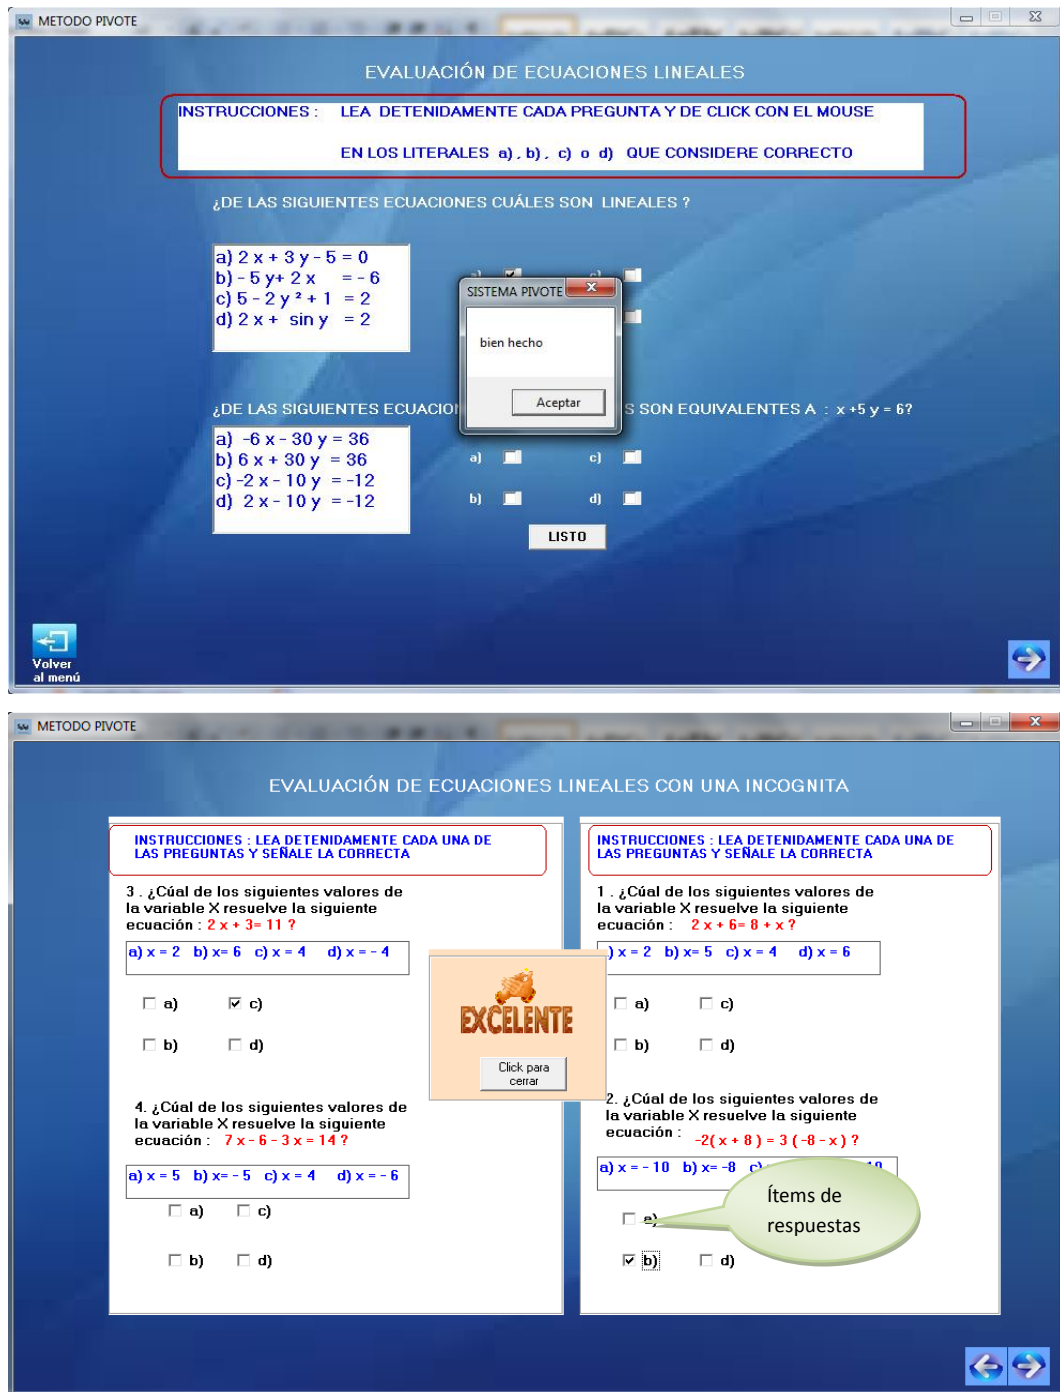 METODO PIVOTE
EVALUACIÓN DE ECUACIONES LINEALES
INSTRUCCIONES : LEA DETENIDAMENTE CADA PREGUNTA Y DE CLICK CON EL MOUSE
EN LOS LITERALES a) , b) , c) o d) QUE CONSIDERE CORRECTO
¿DE LAS SIGUIENTES ECUACIONES CUÁLES SON LINEALES ?
a) 2 x + 3 y - 5 = 0
b) - 5 y+ 2 x = - 6
c) 5 - 2 y ² + 1 = 2
d) 2 x + sin y = 2
SISTEMA PIVOTE
bien hecho
Aceptar
¿DE LAS SIGUIENTES SON EQUIVALENTES A : x +5 y = 6?
a) -6 x - 30 y = 36
b) 6 x + 30 y = 36
c) -2 x - 10 y = -12
d) 2 x - 10 y = -12
a) c)
b) d)
LISTO
Volver
al menú
METODO PIVOTE
EVALUACIÓN DE ECUACIONES LINEALES CON UNA INCOGNITA
INSTRUCCIONES : LEA DETENIDAMENTE CADA UNA DE
LAS PREGUNTAS Y SEÑALE LA CORRECTA
3 . ¿Cúal de los siguientes valores de
la variable X resuelve la siguiente
ecuación : 2 x + 3= 11 ?
a) x = 2 b) x= 6 c) x = 4 d) x = - 4
a) c)
b) d)
4. ¿Cúal de los siguientes valores de
la variable X resuelve la siguiente
ecuación : 7 x - 6 - 3 x = 14 ?
a) x = 5 b) x= - 5 c) x = 4 d) x = - 6
a) c)
b) d)
EXCELENTE
Click para
cerrar
INSTRUCCIONES : LEA DETENIDAMENTE CADA UNA DE
LAS PREGUNTAS Y SEÑALE LA CORRECTA
1 . ¿Cúal de los siguientes valores de
la variable X resuelve la siguiente
ecuación : 2 x + 6= 8 + x ?
) x = 2 b) x= 5 c) x = 4 d) x = 6
a) c)
b) d)
2. ¿Cúal de los siguientes valores de
la variable X resuelve la siguiente
ecuación : -2( x + 8 ) = 3 ( -8 - x ) ?
a) x = - 10 b) x= -8
Ítems de
respuestas
a)
b) d)